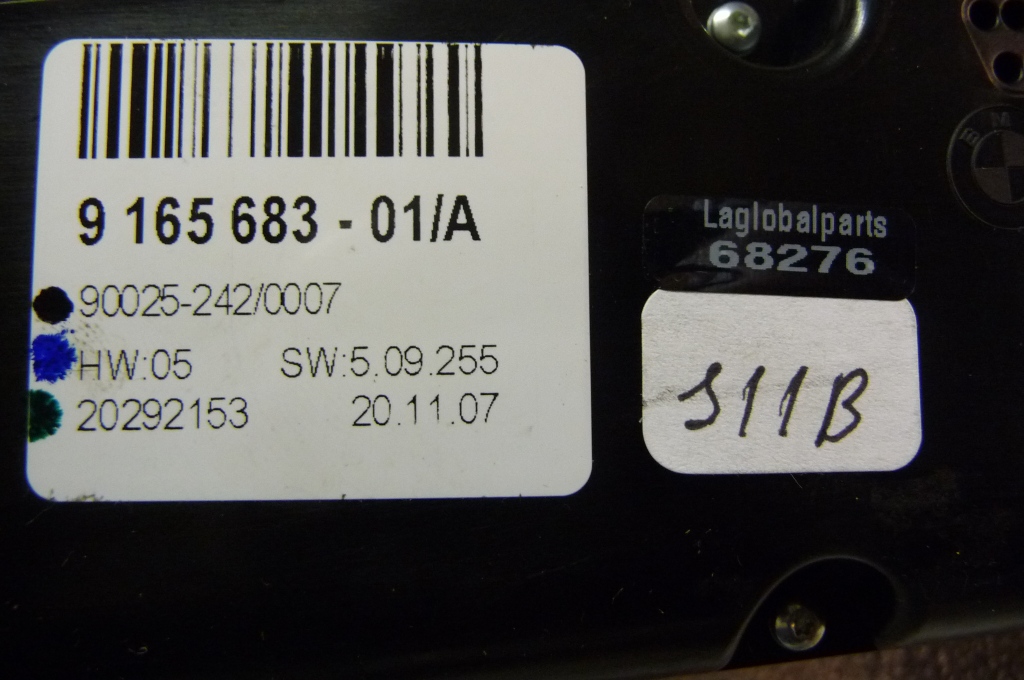 9 165 683 - 01/A
90025-242/0007
HW:05 SW:5.09.255
20292153 20.11.07
Laglobalparts
68276
S11B
BMW